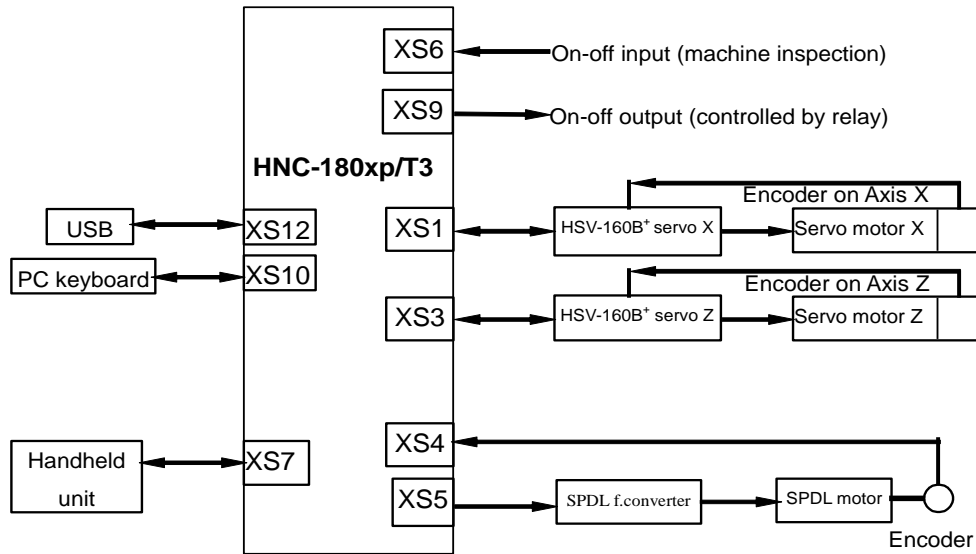 XS6
On-off input (machine inspection)
XS9
On-off output (controlled by relay)
HNC-180xp/T3
Encoder on Axis X
USB
XS12
XS1
HSV-160B⁺ servo X
Servo motor X
PC keyboard
XS10
Encoder on Axis Z
XS3
HSV-160B⁺ servo Z
Servo motor Z
XS4
Handheld
unit
XS7
XS5
SPDL f.converter
SPDL motor
Encoder